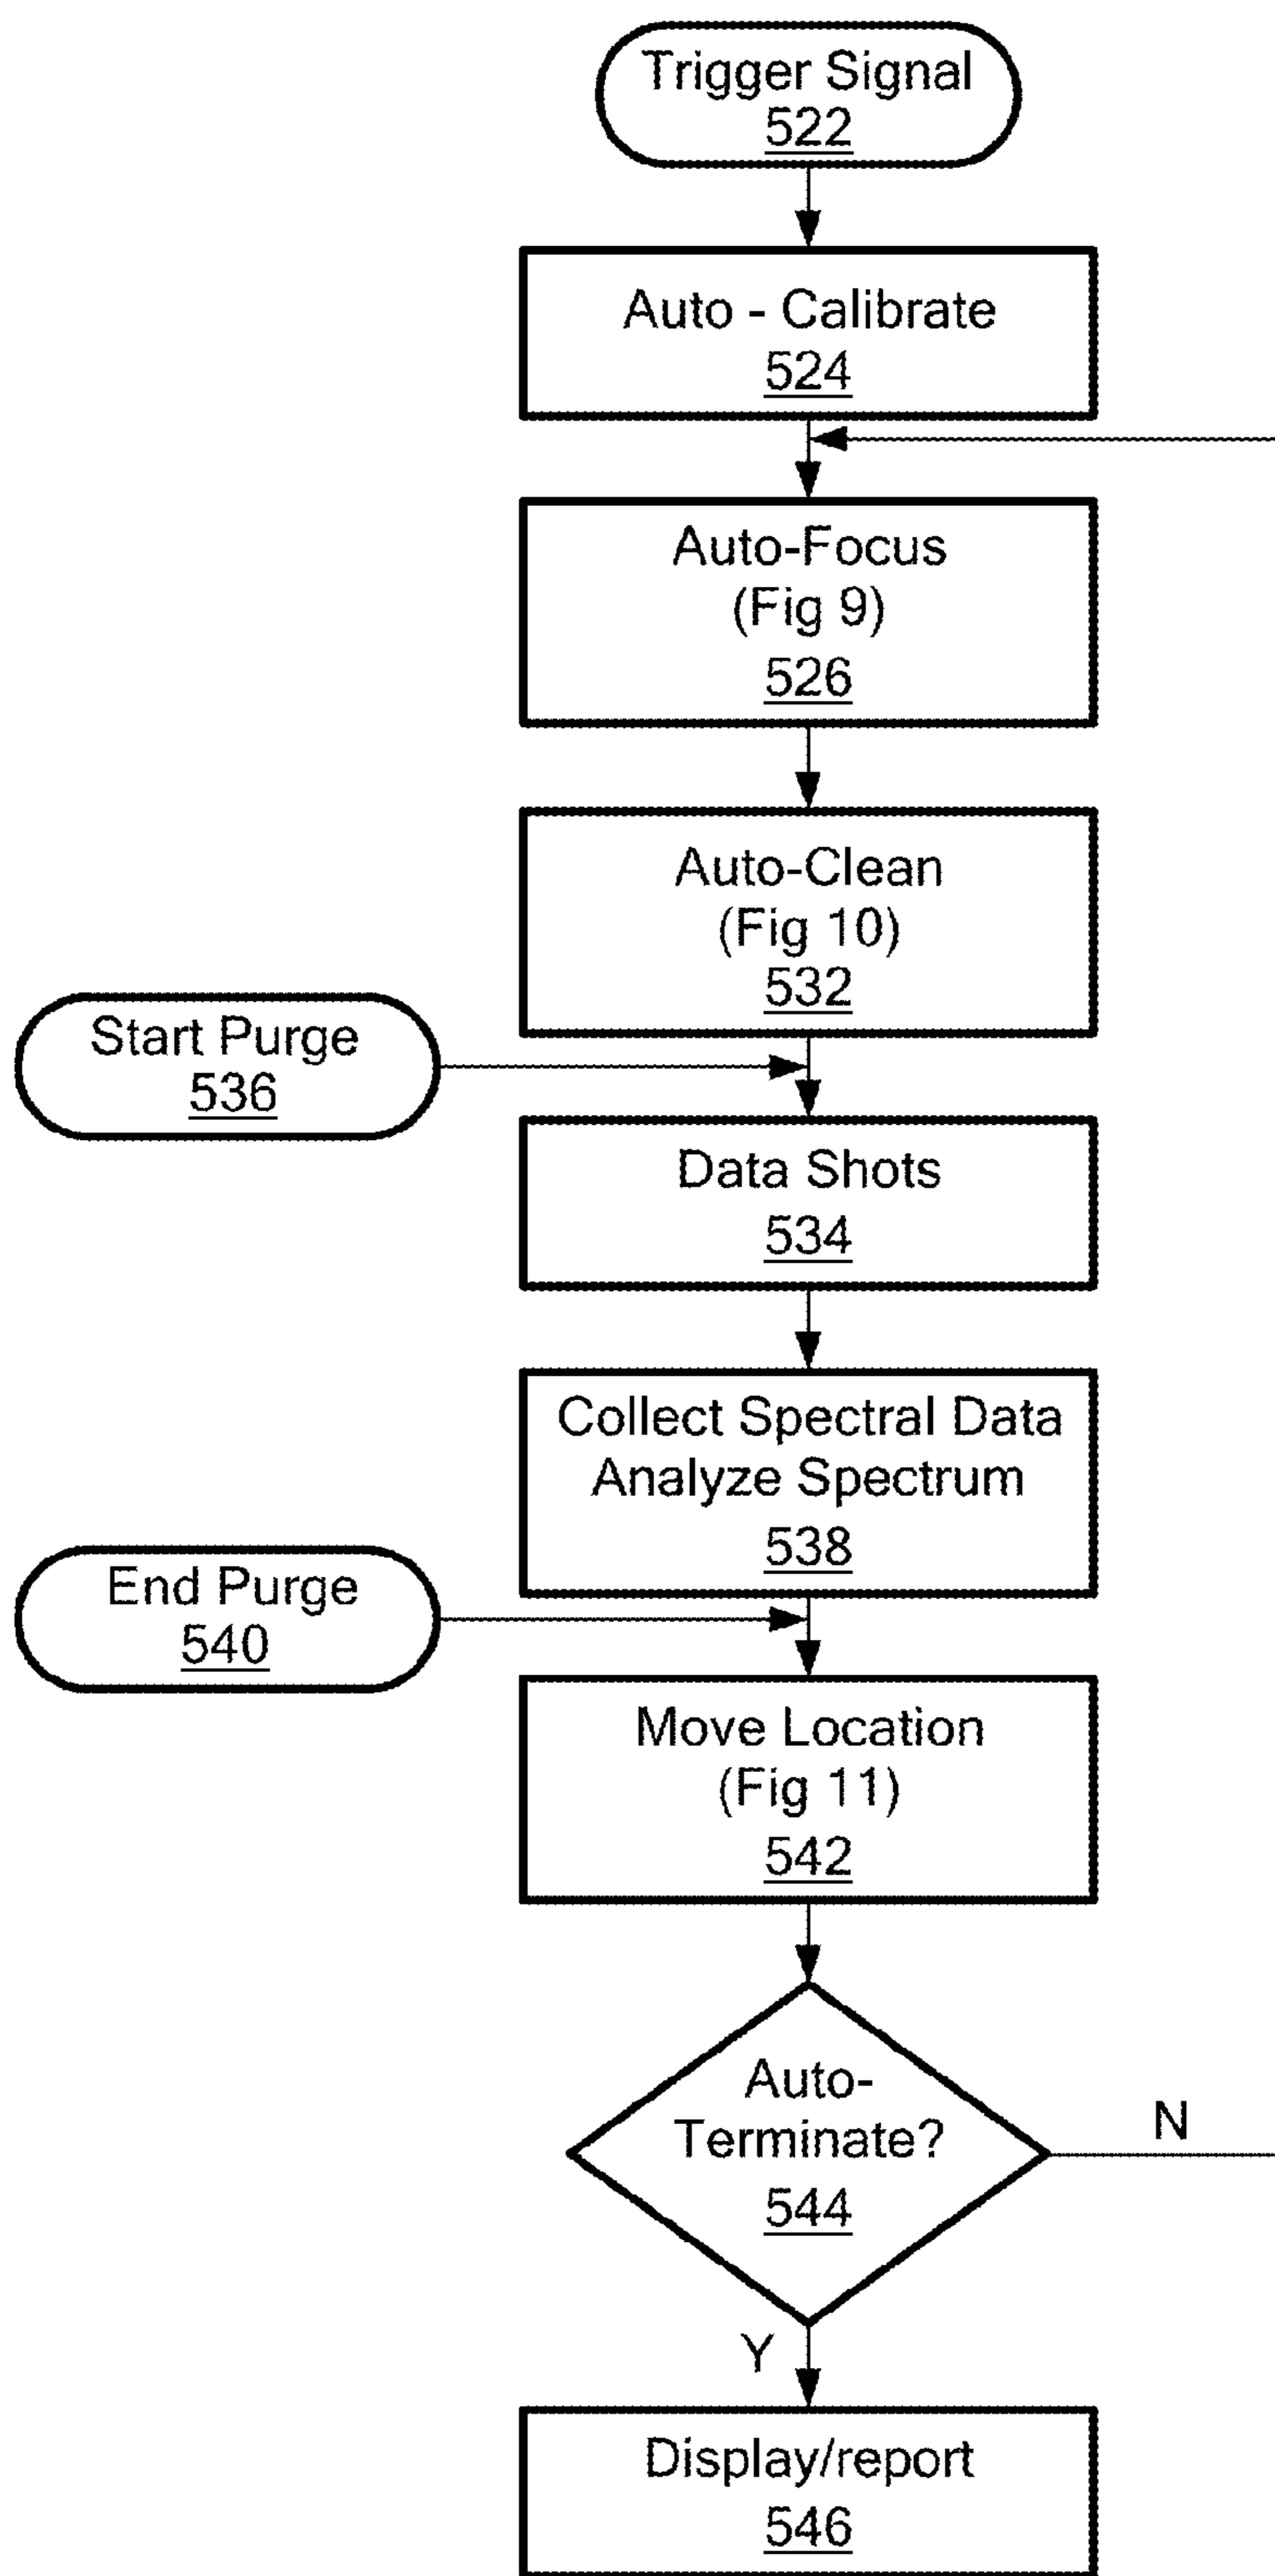 Trigger Signal
522
Auto - Calibrate
524
Auto-Focus
(Fig 9)
526
Auto-Clean
(Fig 10)
532
Start Purge
536
Data Shots
534
Collect Spectral Data
Analyze Spectrum
538
End Purge
540
Move Location
(Fig 11)
542
Auto-
Terminate?
544
N
Y
Display/report
546